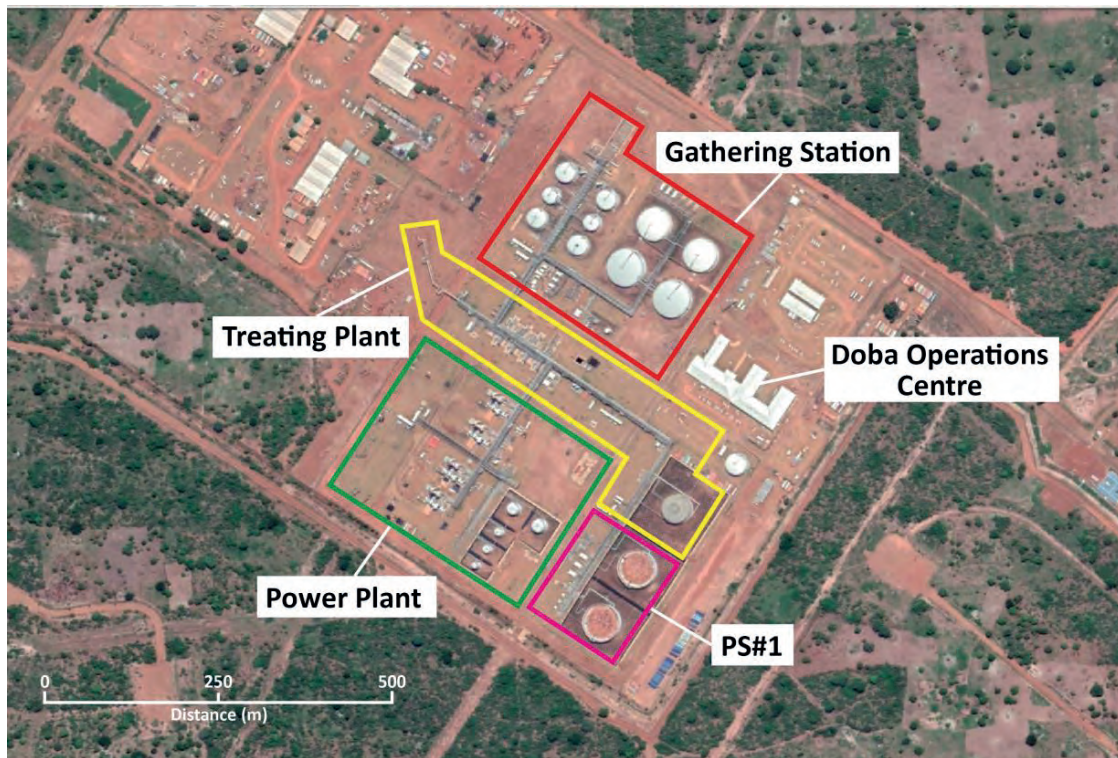 Gathering Station
Treating Plant
Doba Operations
Centre
Power Plant
PS#1
0 250 500
Distance (m)